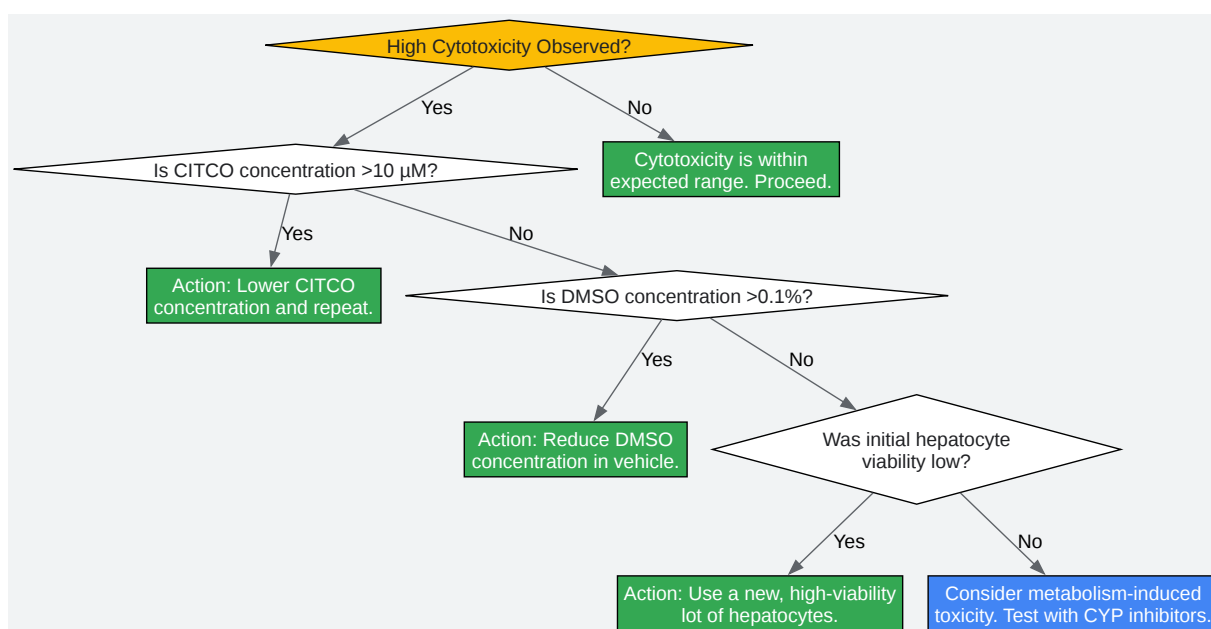 High Cytotoxicity Observed?
Yes
No
Is CITCO concentration >10 µM?
Cytotoxicity is within
expected range. Proceed.
Yes
No
Action: Lower CITCO
concentration and repeat.
Is DMSO concentration >0.1%?
Yes
No
Action: Reduce DMSO
concentration in vehicle.
Was initial hepatocyte
viability low?
Yes
No
Action: Use a new, high-viability
lot of hepatocytes.
Consider metabolism-induced
toxicity. Test with CYP inhibitors.